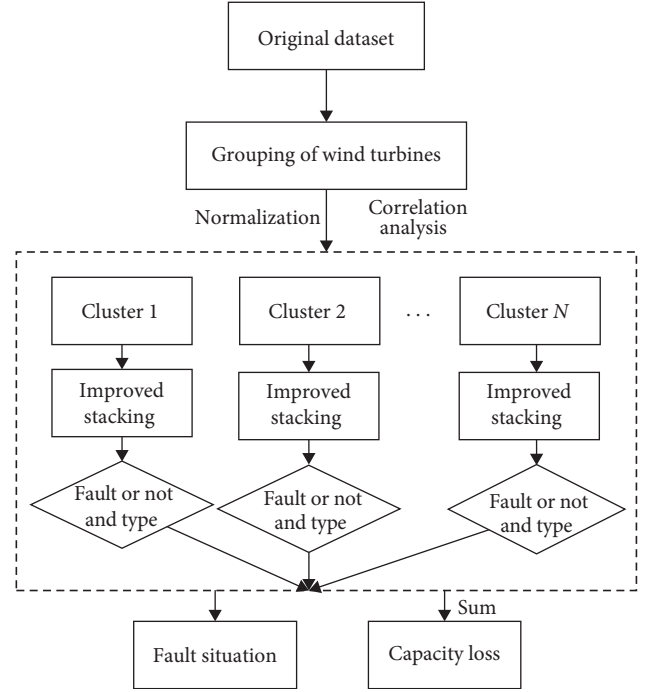 Original dataset
Grouping of wind turbines
Normalization
Correlation
analysis
Cluster 1
Cluster 2
. . .
Cluster N
Improved
stacking
Improved
stacking
Improved
stacking
Fault or not
and type
Fault or not
and type
Fault or not
and type
Sum
Fault situation
Capacity loss